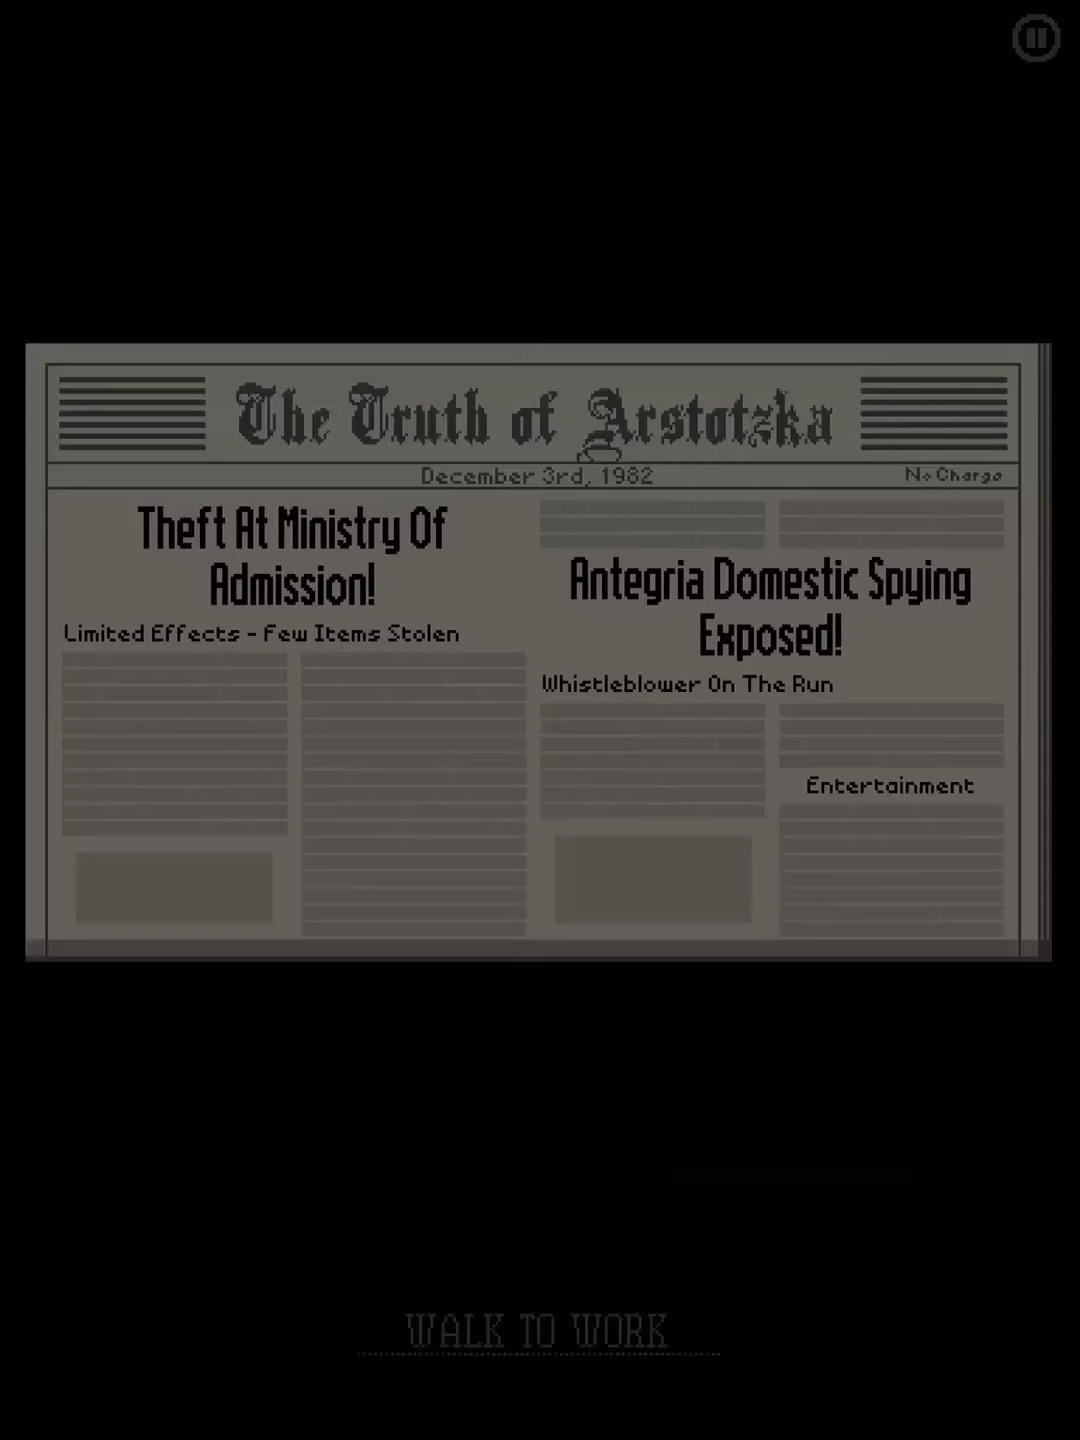 The Truth of Arstotzka
December 3rd, 1982
No Charge
Theft At Ministry Of
Admission!
Limited Effects - Few Items Stolen
Antegria Domestic Spying
Exposed!
Whistleblower On The Run
Entertainment
WALK TO WORK